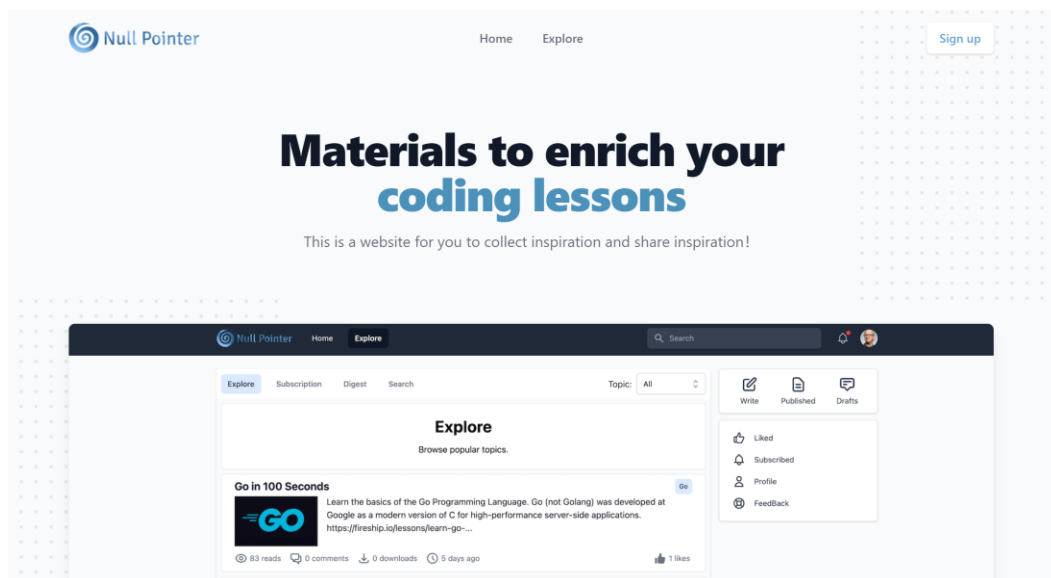 Null Pointer
Home Explore
Sign up
Materials to enrich your
coding lessons
This is a website for you to collect inspiration and share inspiration!
Null Pointer Home Explore Search
Explore Subscription Digest Search Topic: All
Write Published Drafts
Explore
Browse popular topics.
Liked
Subscribed
Profile
FeedBack
Go in 100 Seconds Go
Learn the basics of the Go Programming Language. Go (not Golang) was developed at
Google as a modern version of C for high-performance server-side applications.
https://fireship.io/lessons/learn-go-...
GO
83 reads 0 comments 0 downloads 5 days ago 1 likes